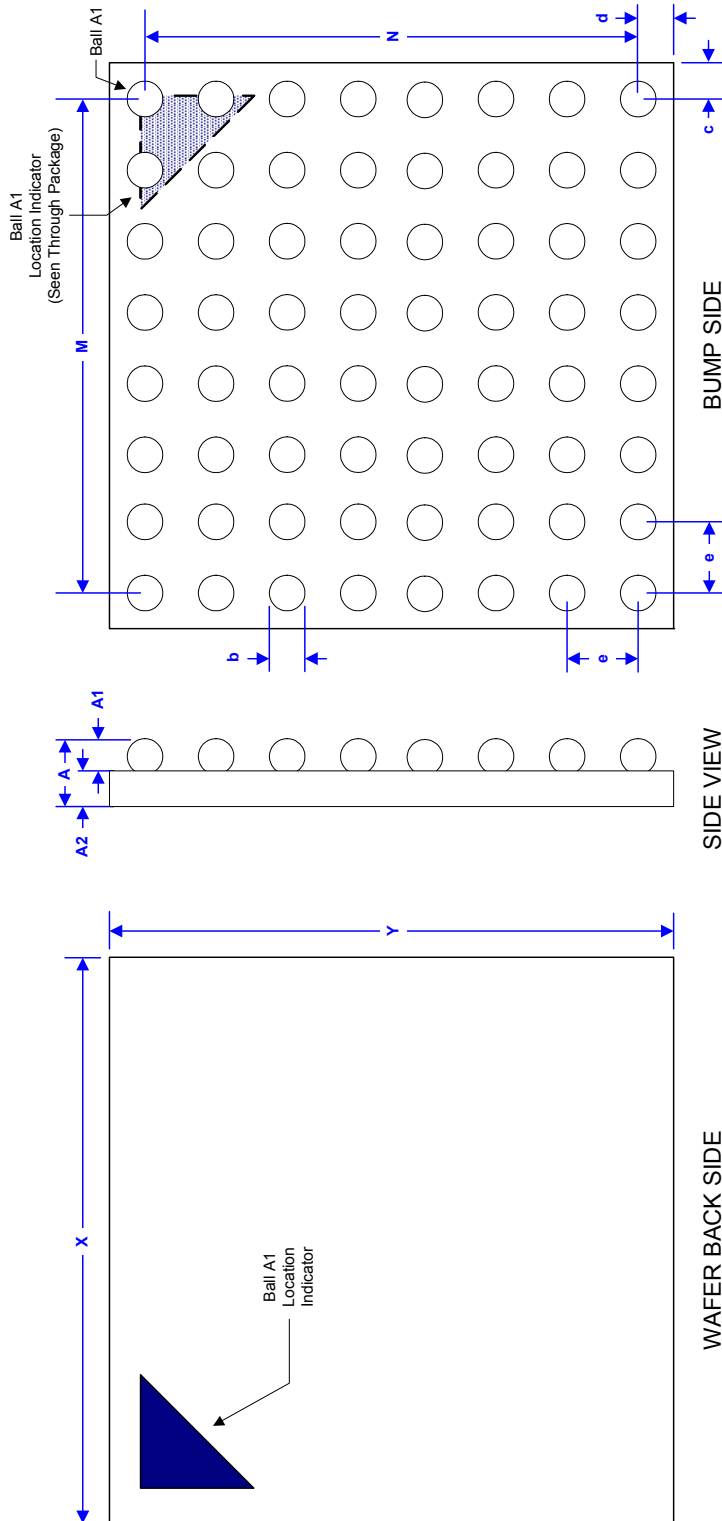 Ball A1
Location Indicator
(Seen Through Package)
Ball A1
M
N
d
c
e
e
b
BUMP SIDE
A1
A
A2
SIDE VIEW
X
Y
Ball A1
Location
Indicator
WAFER BACK SIDE